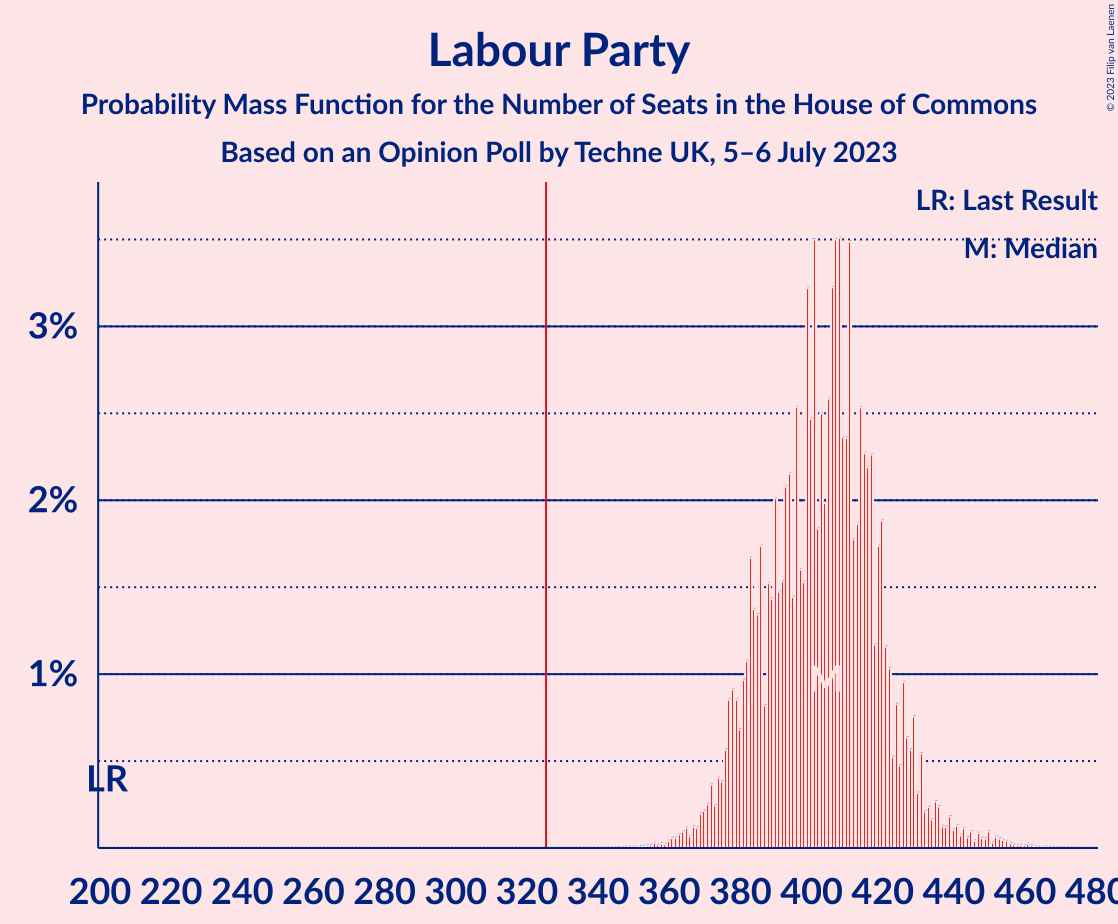 Labour Party
Probability Mass Function for the Number of Seats in the House of Commons
Based on an Opinion Poll by Techne UK, 5–6 July 2023
© 2023 Filip van Laenen
LR: Last Result
M: Median
3%
2%
1%
M
LR
200 220 240 260 280 300 320 340 360 380 400 420 440 460 480